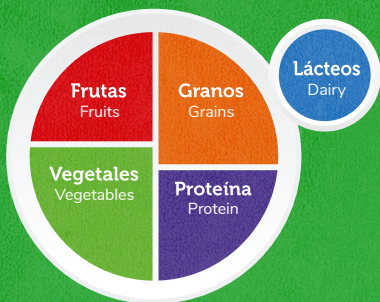 Frutas
Fruits
Granos
Grains
Lácteos
Dairy
Vegetales
Vegetables
Proteína
Protein